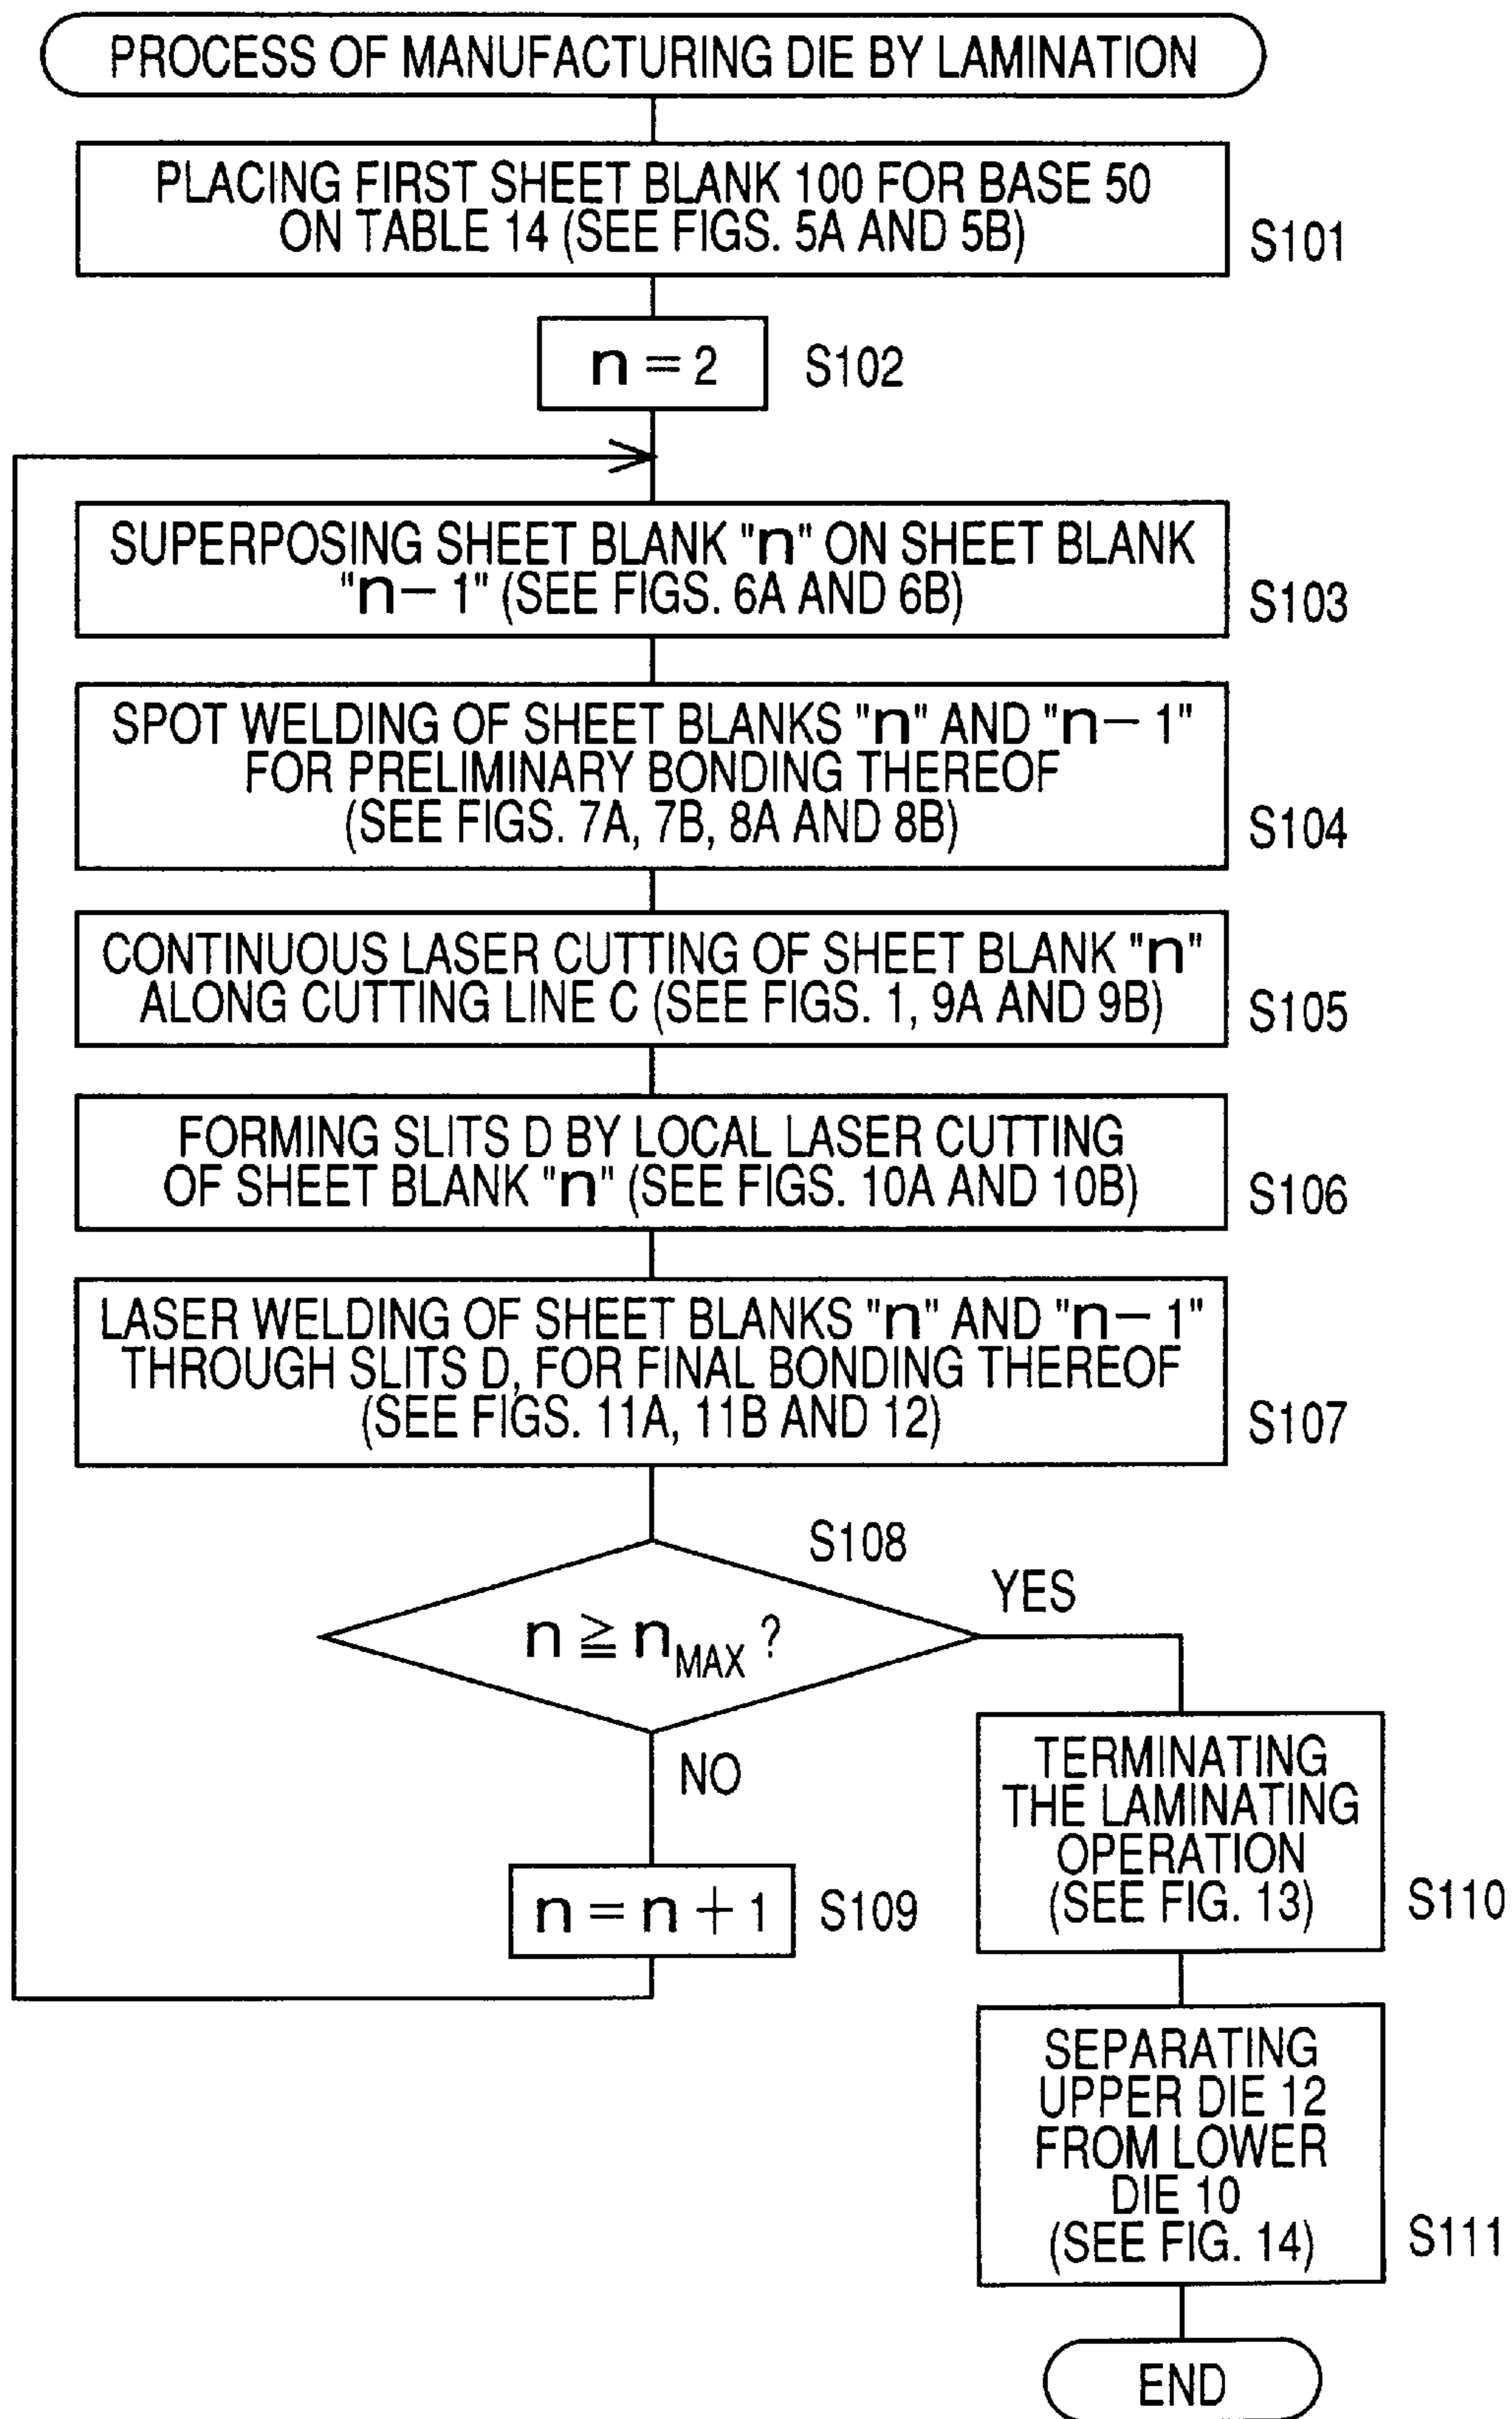 PROCESS OF MANUFACTURING DIE BY LAMINATION
PLACING FIRST SHEET BLANK 100 FOR BASE 50
ON TABLE 14 (SEE FIGS. 5A AND 5B)
S101
n = 2
S102
SUPERPOSING SHEET BLANK "n" ON SHEET BLANK
"n− 1" (SEE FIGS. 6A AND 6B)
S103
SPOT WELDING OF SHEET BLANKS "n" AND "n− 1"
FOR PRELIMINARY BONDING THEREOF
(SEE FIGS. 7A, 7B, 8A AND 8B)
S104
CONTINUOUS LASER CUTTING OF SHEET BLANK "n"
ALONG CUTTING LINE C (SEE FIGS. 1, 9A AND 9B)
S105
FORMING SLITS D BY LOCAL LASER CUTTING
OF SHEET BLANK "n" (SEE FIGS. 10A AND 10B)
S106
LASER WELDING OF SHEET BLANKS "n" AND "n− 1"
THROUGH SLITS D, FOR FINAL BONDING THEREOF
(SEE FIGS. 11A, 11B AND 12)
S107
S108
n ≧ nMAX ?
YES
NO
n = n + 1
S109
TERMINATING
THE LAMINATING
OPERATION
(SEE FIG. 13)
S110
SEPARATING
UPPER DIE 12
FROM LOWER
DIE 10
(SEE FIG. 14)
S111
END